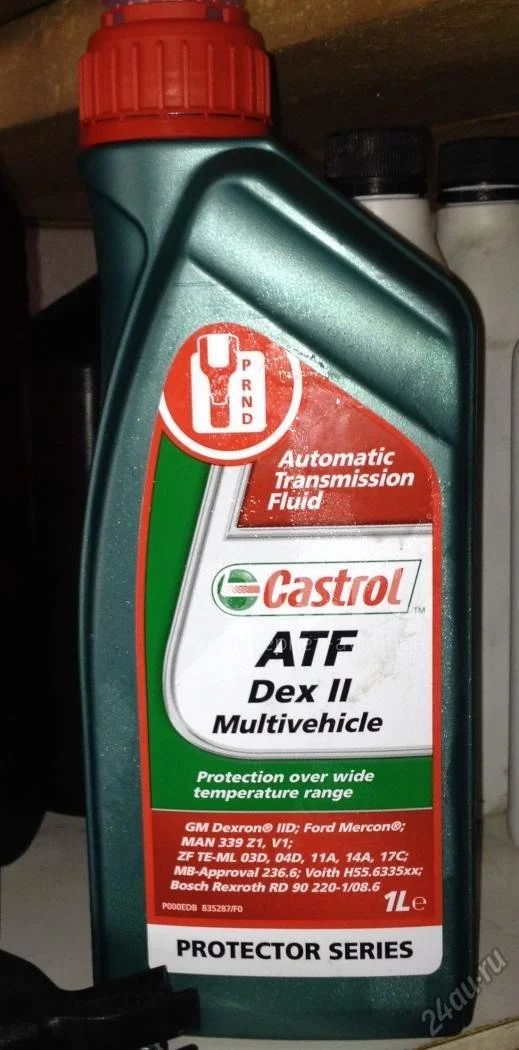 P
R
N
D
Automatic
Transmission
Fluid
Castrol™
ATF
Dex II
Multivehicle
Protection over wide
temperature range
GM Dexron® IID; Ford Mercon®;
MAN 339 Z1, V1;
ZF TE-ML 03D, 04D, 11A, 14A, 17C;
MB-Approval 236.6; Voith H55.6335xx;
Bosch Rexroth RD 90 220-1/08.6
P000EDB 835287/F0
1L℮
PROTECTOR SERIES
24au.ru